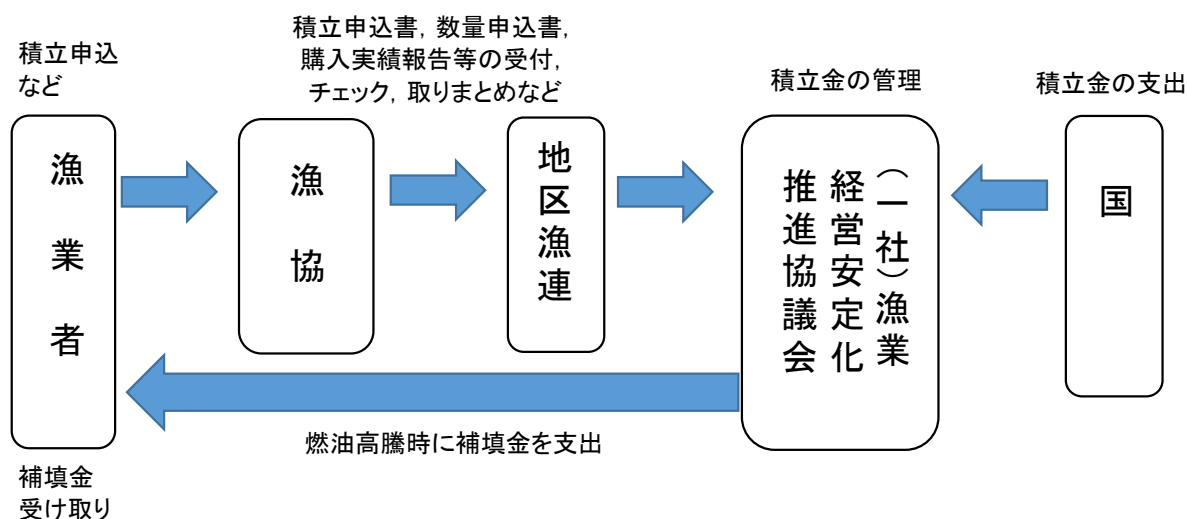 積立申込
など
漁業者
補填金
受け取り
積立申込書，数量申込書，
購入実績報告等の受付，
チェック，取りまとめなど
漁協
地区漁連
積立金の管理
（一社）漁業
経営安定化
推進協議会
積立金の支出
国
燃油高騰時に補填金を支出